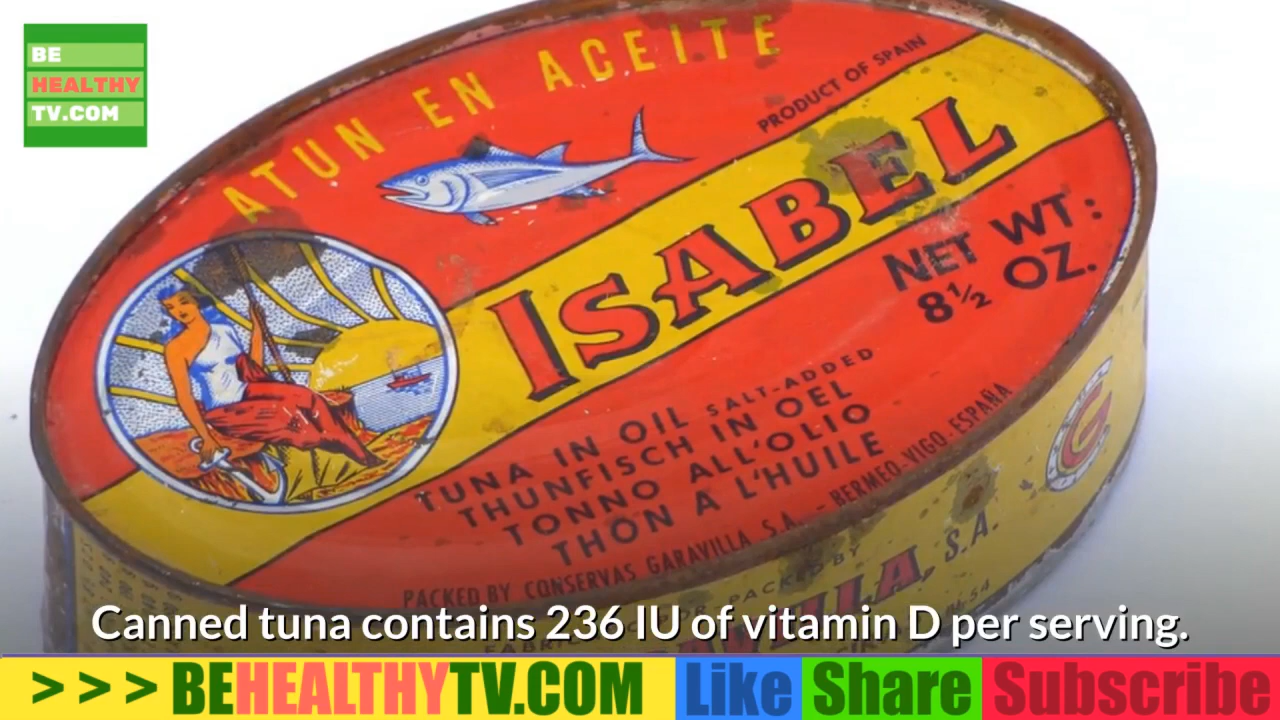 BE
HEALTHY
TV.COM
ATUN EN ACEITE
PRODUCT OF SPAIN
ISABEL
NET WT:
8½ OZ.
TUNA IN OIL SALT-ADDED
THUNFISCH IN OEL
TONNO ALL'OLIO
THON A L'HUILE
PACKED BY CONSERVAS GARAVILLA S.A. - BERMEO-VIGO-ESPAÑA
G
PACKED BY
S.A.
Canned tuna contains 236 IU of vitamin D per serving.
> > > BEHEALTHYTV.COM Like Share Subscribe